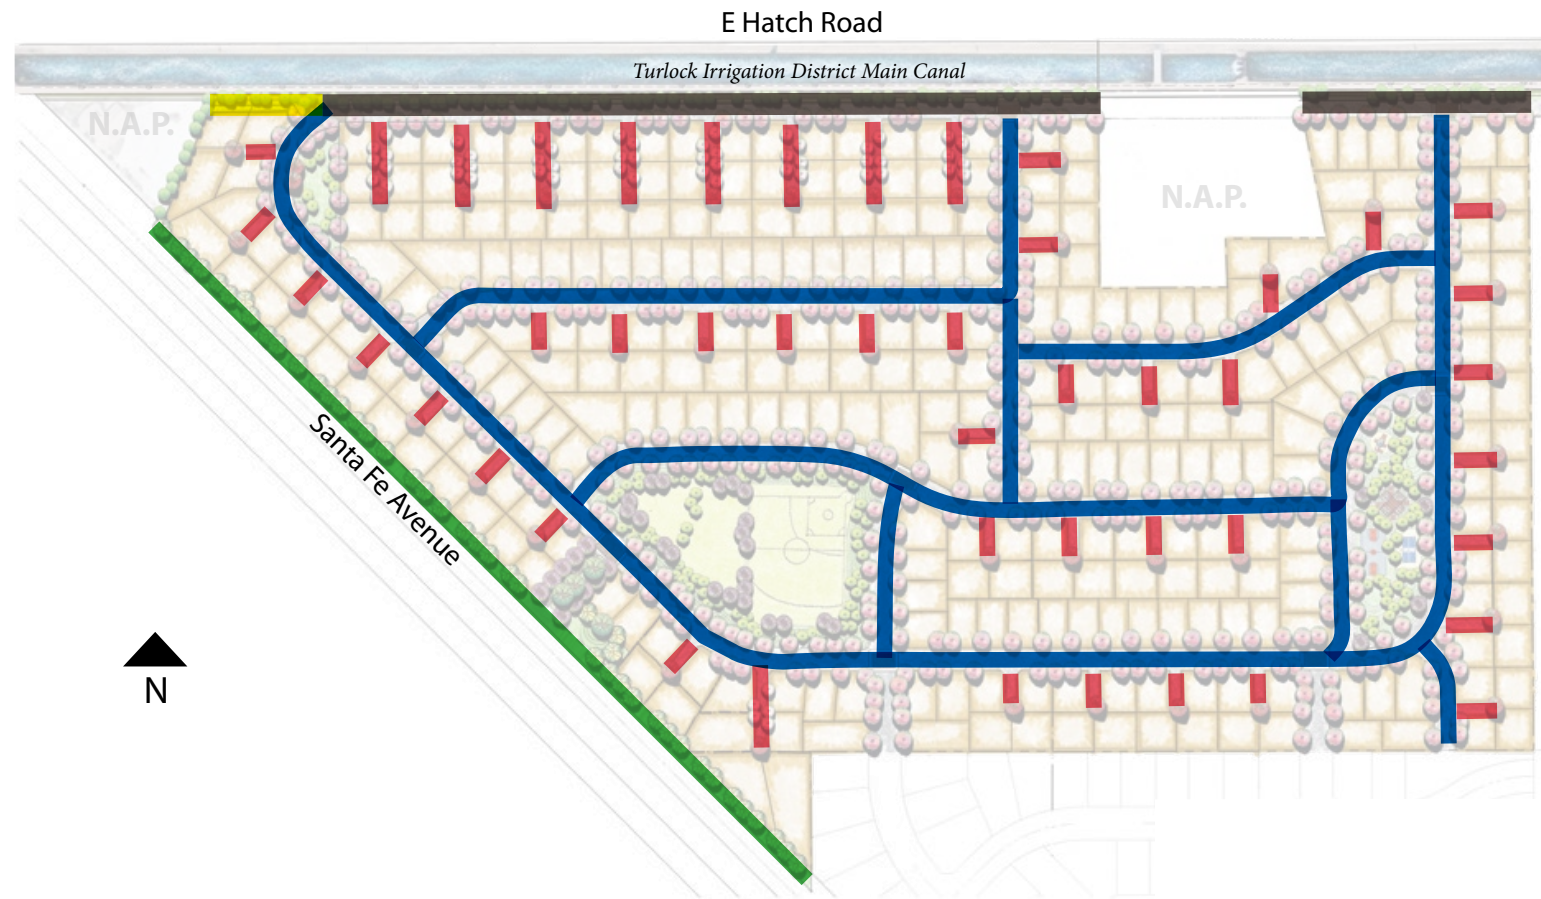 E Hatch Road
Turlock Irrigation District Main Canal
N.A.P.
N.A.P.
Santa Fe Avenue
N